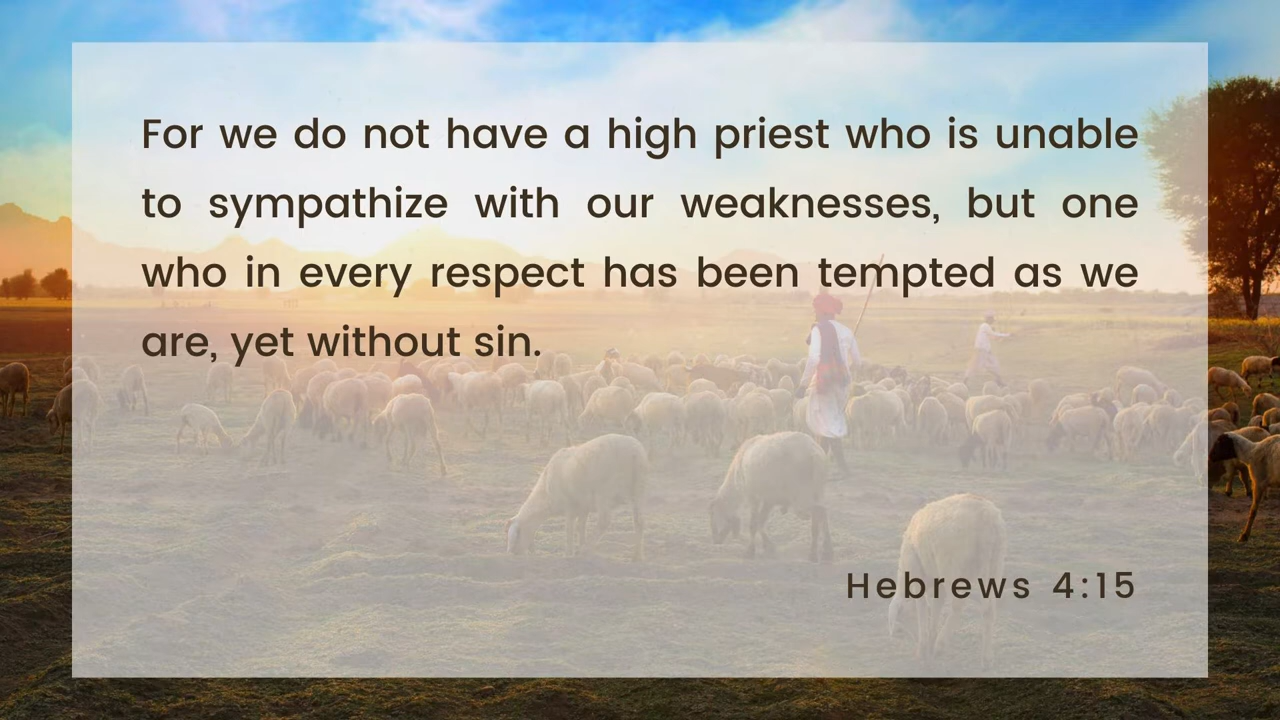 For we do not have a high priest who is unable
to sympathize with our weaknesses, but one
who in every respect has been tempted as we
are, yet without sin.
Hebrews 4:15